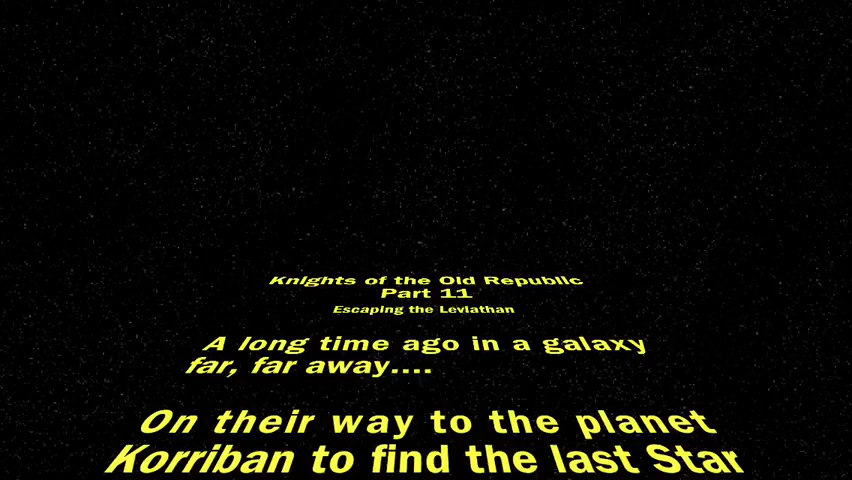 Knights of the Old Republic
Part 11
Escaping the Leviathan
A long time ago in a galaxy
far, far away....
On their way to the planet
Korriban to find the last Star